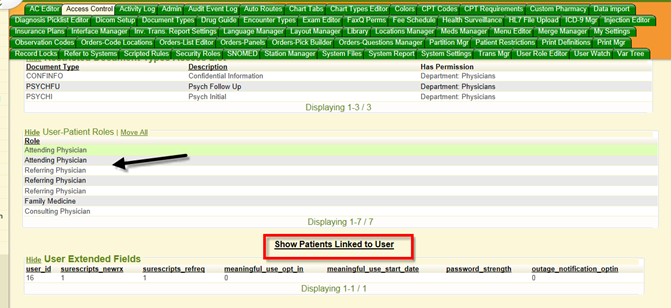 AC Editor Access Control Activity Log Admin Audit Event Log Auto Routes Chart Tabs Chart Types Editor Colors CPT Codes CPT Requirements Custom Pharmacy Data Import
Diagnosis Picklist Editor Dicom Setup Document Types Drug Guide Encounter Types Exam Editor FaxQ Perms Fee Schedule Health Surveillance HL7 File Upload ICD-9 Mgr Injection Editor
Insurance Plans Interface Manager Inv. Trans. Report Settings Language Manager Layout Manager Library Locations Manager Meds Manager Menu Editor Merge Manager My Settings
Observation Codes Orders-Code Locations Orders-List Editor Orders-Panels Orders-Pick Builder Orders-Questions Manager Partition Mgr Patient Restrictions Print Definitions Print Mgr
Record Locks Refer to Systems Scripted Rules Security Roles SNOMED Station Manager System Files System Report System Settings Trans Mgr User Role Editor User Watch Var Tree
Hide Restricted Document Types Access List
Document Type Description Has Permission
CONFINFO Confidential Information Department: Physicians
PSYCHFU Psych Follow Up Department: Physicians
PSYCHI Psych Initial Department: Physicians
Displaying 1-3 / 3
Hide User-Patient Roles | Move All
Role
Attending Physician
Attending Physician
Referring Physician
Referring Physician
Referring Physician
Family Medicine
Consulting Physician
Displaying 1-7 / 7
Show Patients Linked to User
Hide User Extended Fields
user_id surescripts_newrx surescripts_refreq meaningful_use_opt_in meaningful_use_start_date password_strength outage_notification_optin
16 1 1 0 0
Displaying 1-1 / 1